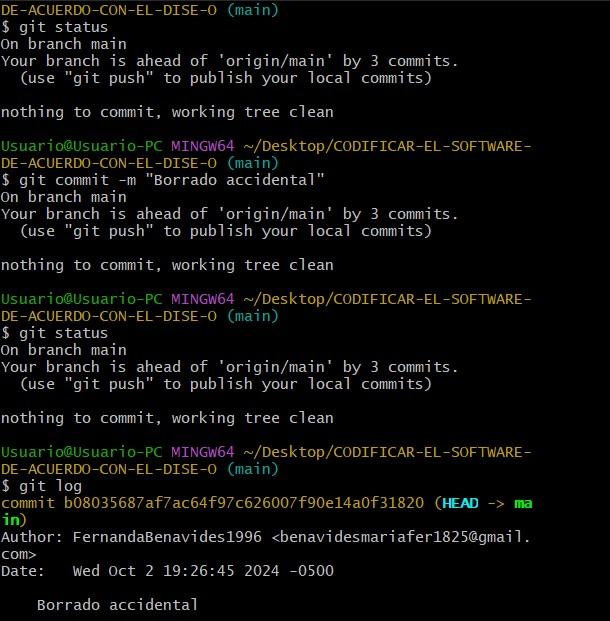 DE-ACUERDO-CON-EL-DISE-O (main)
$ git status
On branch main
Your branch is ahead of 'origin/main' by 3 commits.
  (use "git push" to publish your local commits)

nothing to commit, working tree clean

Usuario@Usuario-PC MINGW64 ~/Desktop/CODIFICAR-EL-SOFTWARE-
DE-ACUERDO-CON-EL-DISE-O (main)
$ git commit -m "Borrado accidental"
On branch main
Your branch is ahead of 'origin/main' by 3 commits.
  (use "git push" to publish your local commits)

nothing to commit, working tree clean

Usuario@Usuario-PC MINGW64 ~/Desktop/CODIFICAR-EL-SOFTWARE-
DE-ACUERDO-CON-EL-DISE-O (main)
$ git status
On branch main
Your branch is ahead of 'origin/main' by 3 commits.
  (use "git push" to publish your local commits)

nothing to commit, working tree clean

Usuario@Usuario-PC MINGW64 ~/Desktop/CODIFICAR-EL-SOFTWARE-
DE-ACUERDO-CON-EL-DISE-O (main)
$ git log
commit b08035687af7ac64f97c626007f90e14a0f31820 (HEAD -> ma
in)
Author: FernandaBenavides1996 <benavidesmariafer1825@gmail.
com>
Date:   Wed Oct 2 19:26:45 2024 -0500

    Borrado accidental